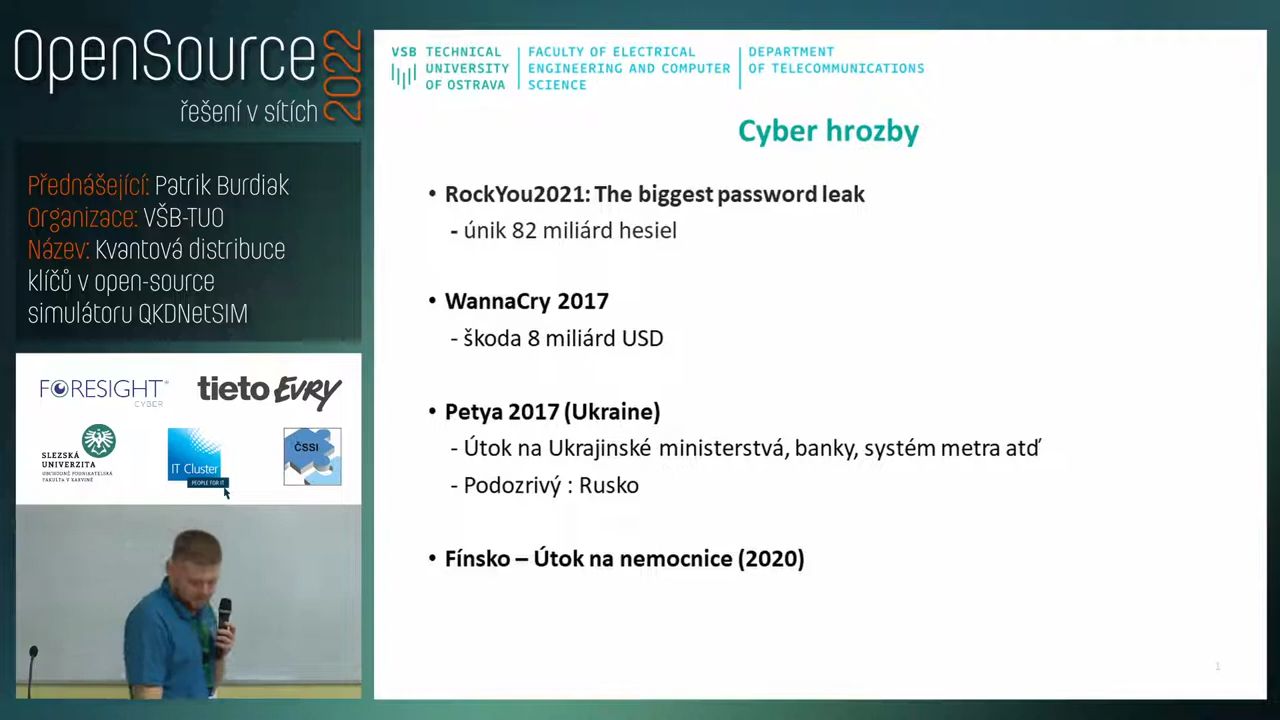 OpenSource
řešení v sítích
2022
Přednášející: Patrik Burdiak
Organizace: VŠB-TUO
Název: Kvantová distribuce
klíčů v open-source
simulátoru QKDNetSIM
FORESIGHT
CYBER
tieto Evry
SLEZSKÁ
UNIVERZITA
OBCHODNĚ PODNIKATELSKÁ
FAKULTA V KARVINÉ
IT Cluster
PEOPLE FOR IT
ČSSI
VSB TECHNICAL
UNIVERSITY
OF OSTRAVA
FACULTY OF ELECTRICAL
ENGINEERING AND COMPUTER
SCIENCE
DEPARTMENT
OF TELECOMMUNICATIONS
Cyber hrozby
• RockYou2021: The biggest password leak
- únik 82 miliárd hesiel
• WannaCry 2017
- škoda 8 miliárd USD
• Petya 2017 (Ukraine)
- Útok na Ukrajinské ministerstvá, banky, systém metra atď
- Podozrivý : Rusko
• Fínsko – Útok na nemocnice (2020)
1